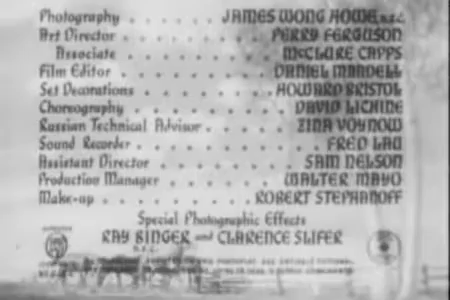 Photography . . . . . JAMES WONG HOWE, A.S.C.
Art Director . . . . . . . . PERRY FERGUSON
Associate . . . . . . . . McCLURE CAPPS
Film Editor . . . . . . . . DANIEL MANDELL
Set Decorations . . . . . . . HOWARD BRISTOL
Choreography . . . . . . . . DAVID LICHINE
Russian Technical Advisor . . . . . ZINA VOYNOW
Sound Recorder . . . . . . . . . FRED LAU
Assistant Director . . . . . . . SAM NELSON
Production Manager . . . . . . WALTER MAYO
Make-up . . . . . . . . ROBERT STEPHANOFF
Special Photographic Effects
RAY BINGER and CLARENCE SLIFER
A.S.C.